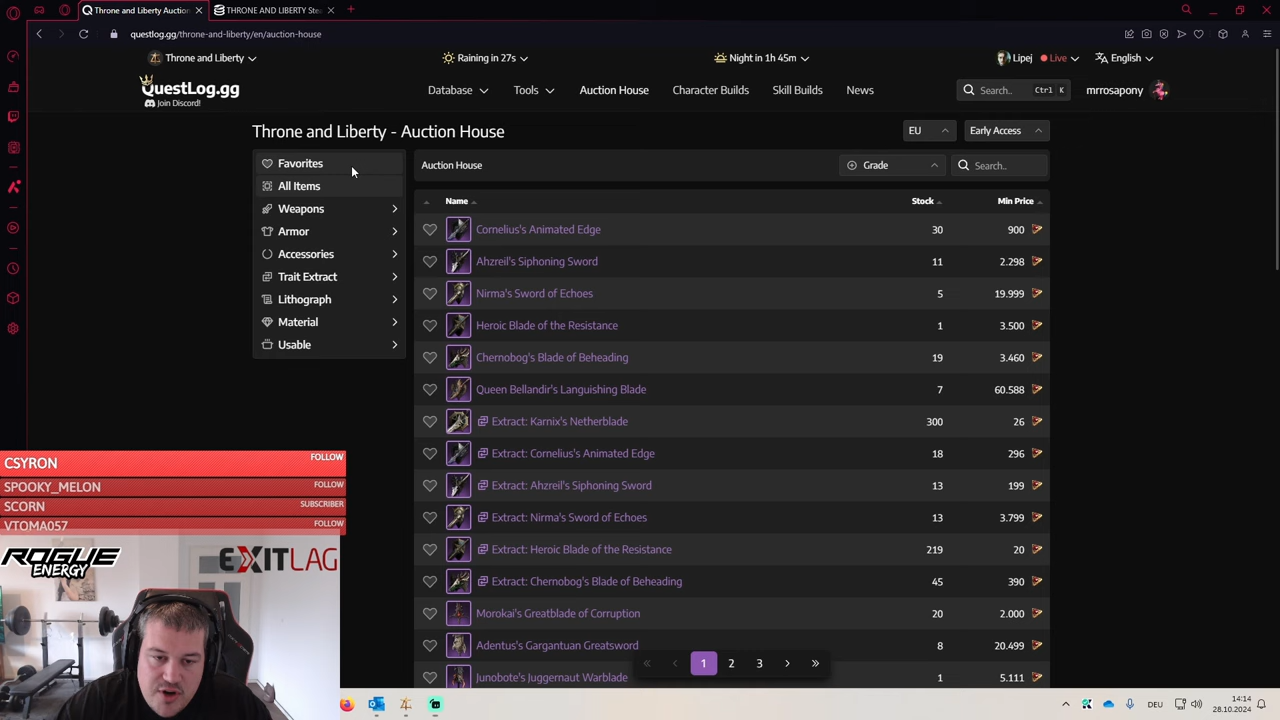 Throne and Liberty Auction
THRONE AND LIBERTY Stea
questlog.gg/throne-and-liberty/en/auction-house
Throne and Liberty
Raining in 27s
Night in 1h 45m
Lipej
Live
English
QuestLog.gg
Join Discord!
Database
Tools
Auction House
Character Builds
Skill Builds
News
Search..
Ctrl K
mrrosapony
Throne and Liberty - Auction House
EU
Early Access
Favorites
All Items
Weapons
Armor
Accessories
Trait Extract
Lithograph
Material
Usable
Auction House
Grade
Search..
Name Stock Min Price
Cornelius's Animated Edge 30 900
Ahzreil's Siphoning Sword 11 2.298
Nirma's Sword of Echoes 5 19.999
Heroic Blade of the Resistance 1 3.500
Chernobog's Blade of Beheading 19 3.460
Queen Bellandir's Languishing Blade 7 60.588
Extract: Karnix's Netherblade 300 26
Extract: Cornelius's Animated Edge 18 296
Extract: Ahzreil's Siphoning Sword 13 199
Extract: Nirma's Sword of Echoes 13 3.799
Extract: Heroic Blade of the Resistance 219 20
Extract: Chernobog's Blade of Beheading 45 390
Morokai's Greatblade of Corruption 20 2.000
Adentus's Gargantuan Greatsword 8 20.499
Junobote's Juggernaut Warblade 1 5.111
« ‹ 1 2 3 › »
CSYRON FOLLOW
SPOOKY_MELON FOLLOW
SCORN SUBSCRIBER
VTOMA057 FOLLOW
ROGUE
ENERGY
EXITLAG
DEU
14:14
28.10.2024